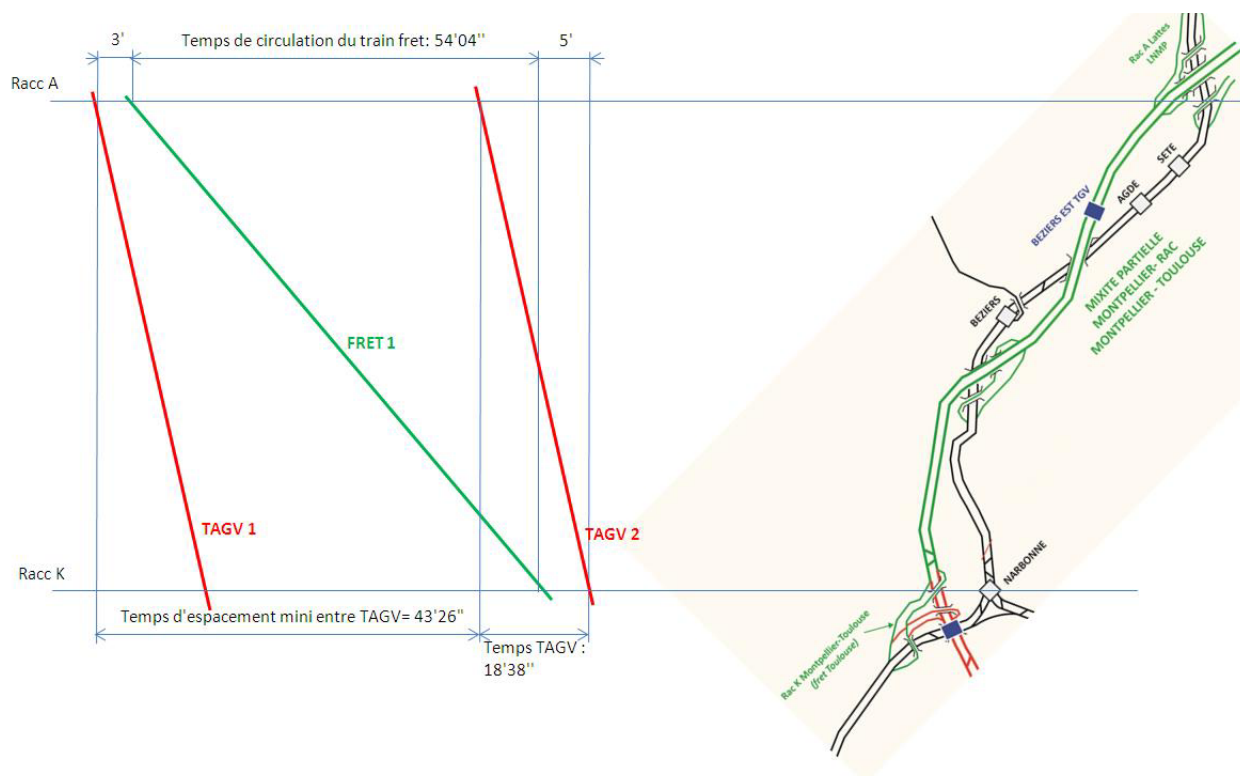 3'
Temps de circulation du train fret: 54'04''
5'
Racc A
FRET 1
TAGV 1
TAGV 2
Racc K
Temps d'espacement mini entre TAGV= 43'26''
Temps TAGV :
18'38''
Rac A Lattes
LNMP
SETE
AGDE
BEZIERS EST TGV
MIXITE PARTIELLE
MONTPELLIER- RAC
MONTPELLIER - TOULOUSE
BEZIERS
NARBONNE
Rac K Montpellier-Toulouse
(fret Toulouse)